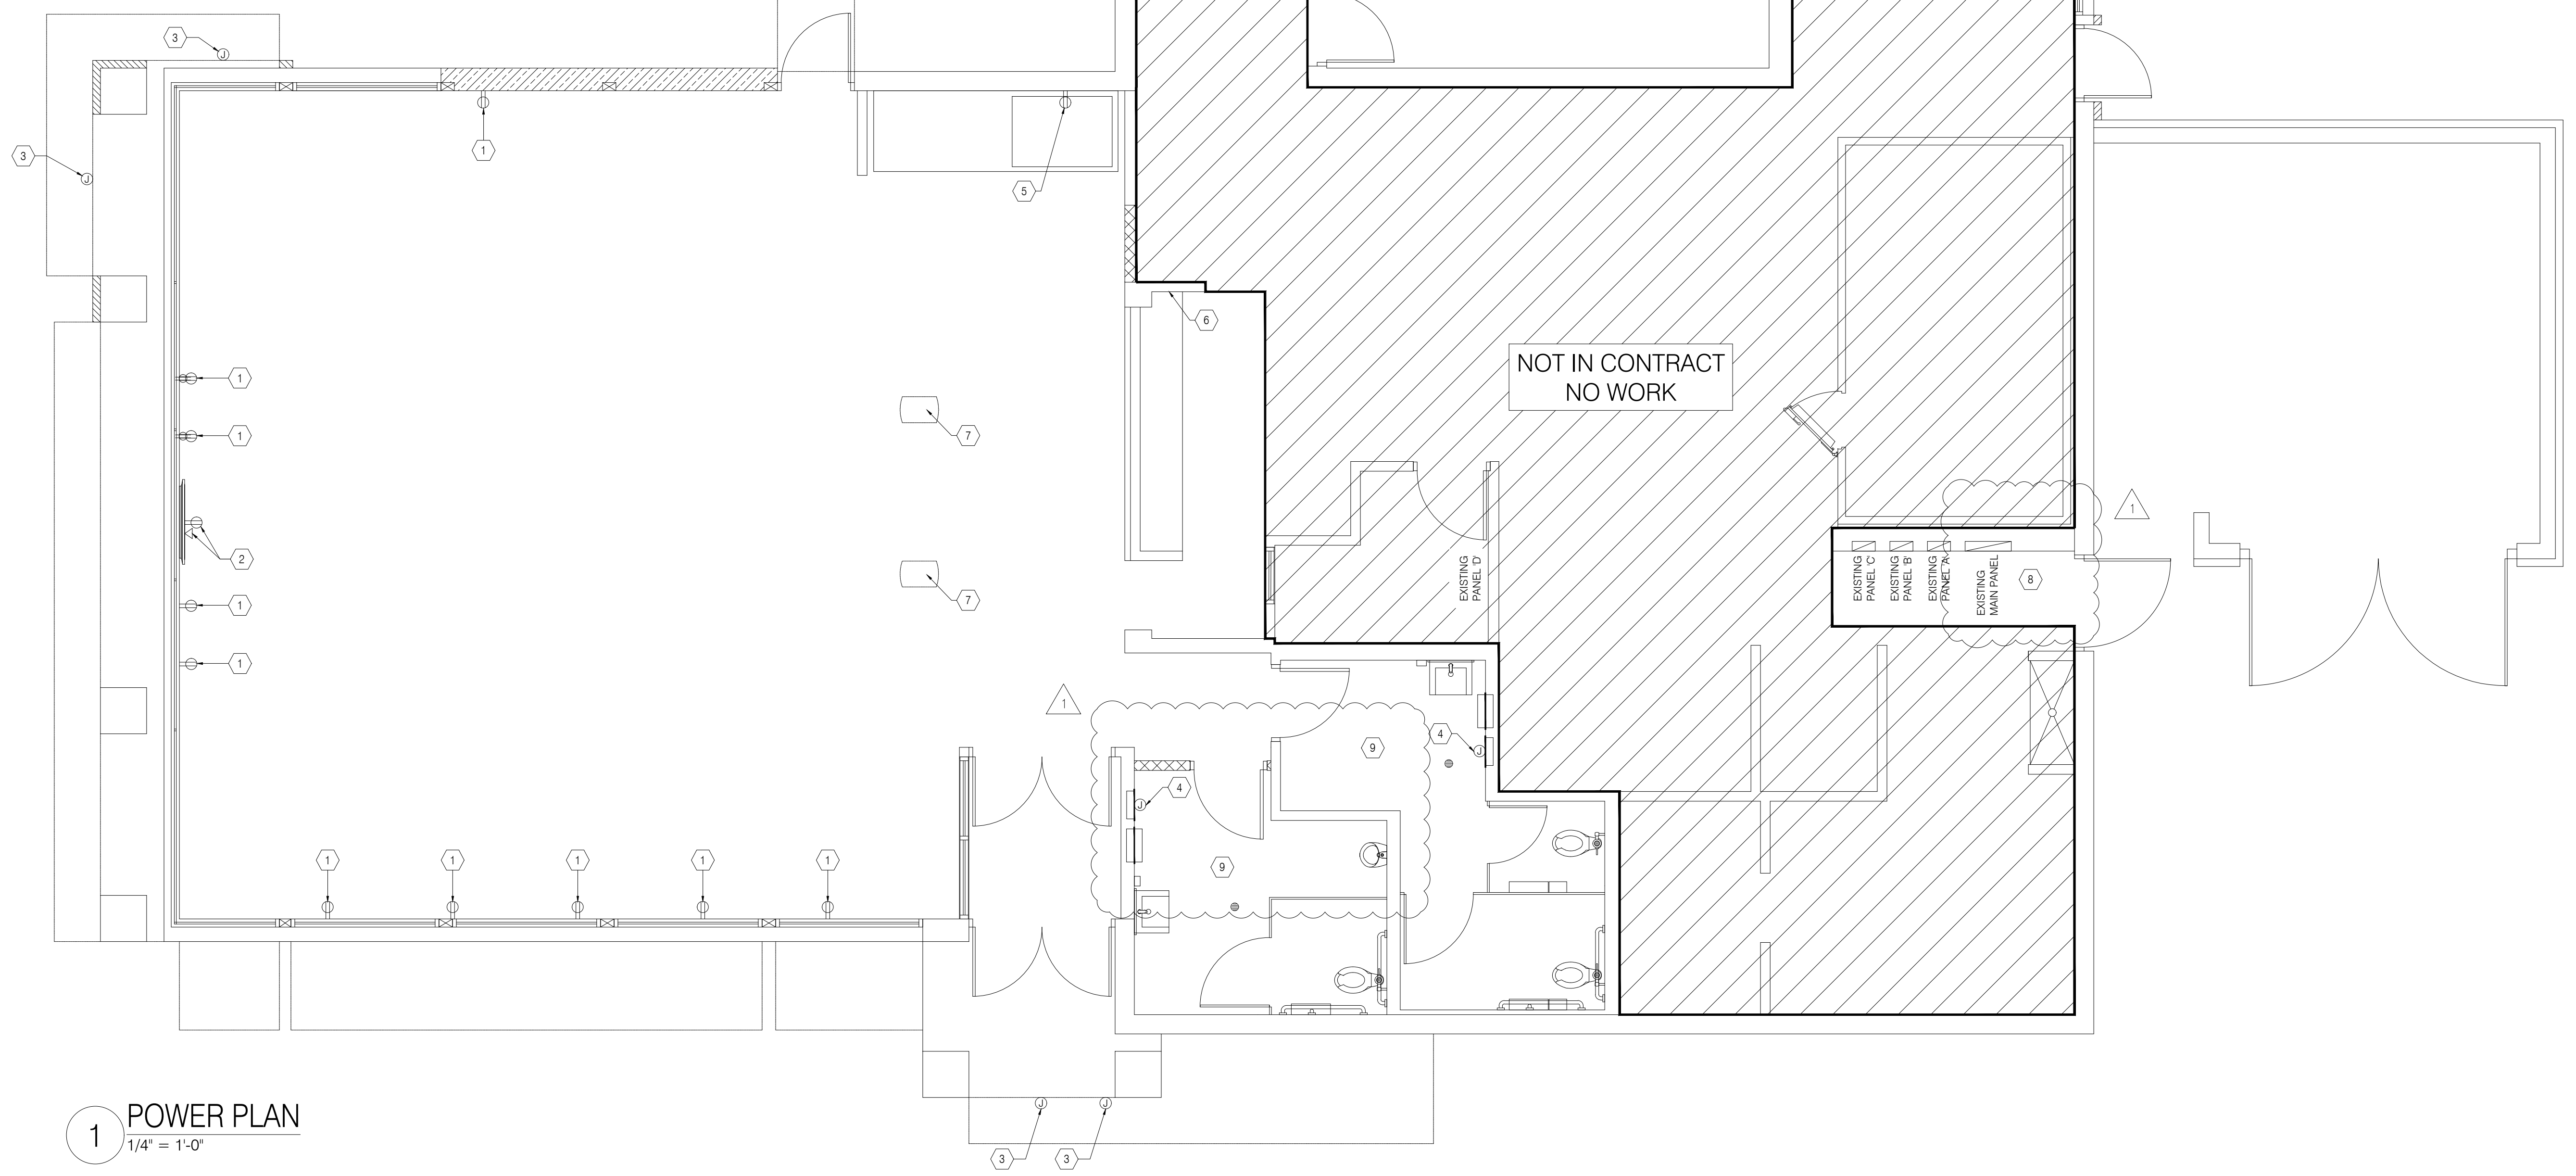 3
J
3
J
1
5
6
NOT IN CONTRACT
NO WORK
1
7
1
1
2
EXISTING
PANEL 'D'
EXISTING
PANEL 'C'
EXISTING
PANEL 'B'
EXISTING
PANEL 'A'
EXISTING
MAIN PANEL
8
7
1
1
1
4
J
9
4
J
9
1
1
1
1
1
J
J
3
3
1
POWER PLAN
1/4" = 1'-0"